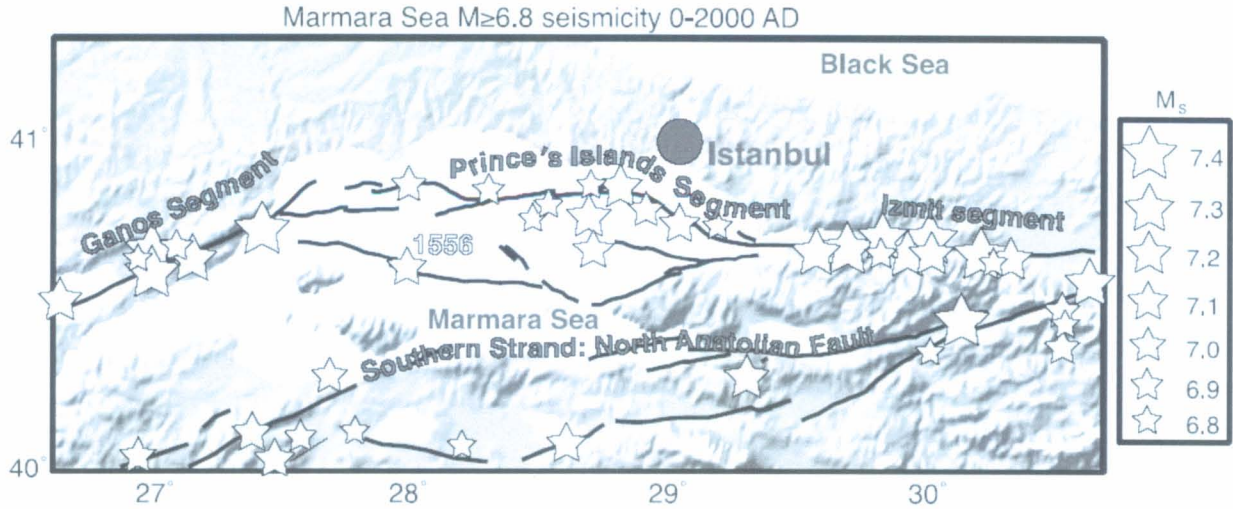 Marmara Sea M≥6.8 seismicity 0-2000 AD
Black Sea
41°
Prince's Islands Segment
Istanbul
Ganos Segment
Izmit segment
1556
Marmara Sea
Southern Strand: North Anatolian Fault
40°
27°
28°
29°
30°
Ms
7.4
7.3
7.2
7.1
7.0
6.9
6.8